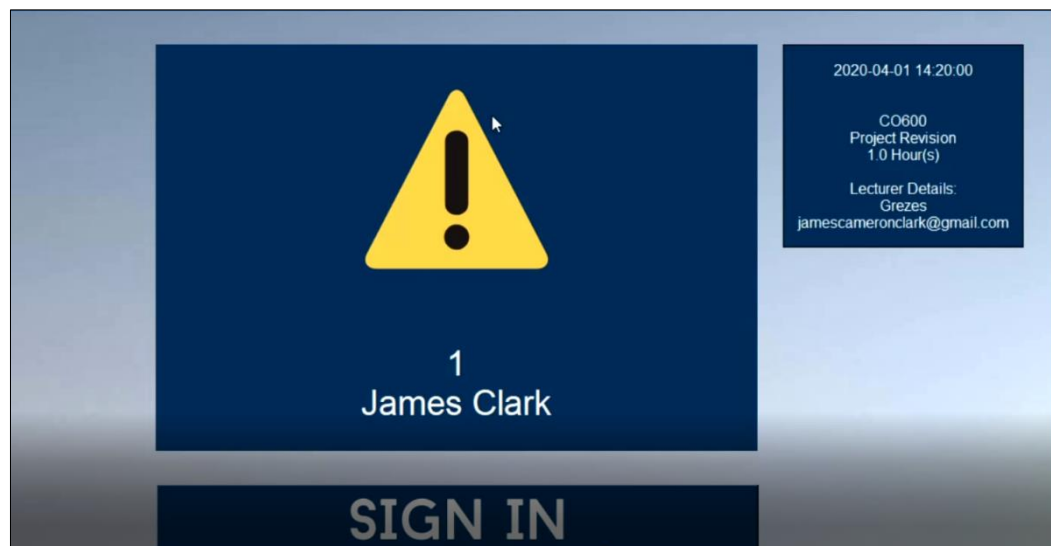 1
James Clark
SIGN IN
2020-04-01 14:20:00
CO600
Project Revision
1.0 Hour(s)
Lecturer Details:
Grezes
jamescameronclark@gmail.com